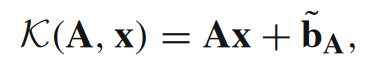 𝒦(𝐀, 𝐱) = 𝐀𝐱 + 𝐛̃_𝐀,